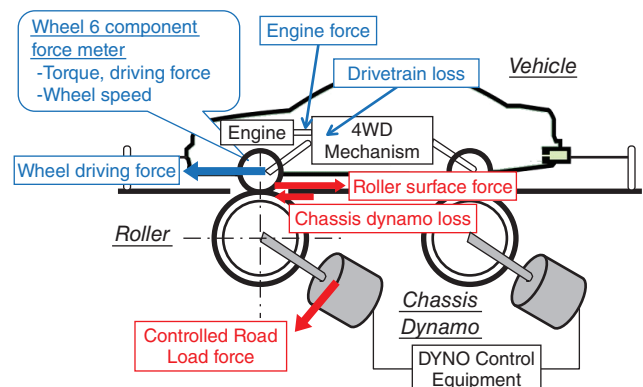 Wheel 6 component
force meter
-Torque, driving force
-Wheel speed
Engine force
Drivetrain loss
Vehicle
Engine
4WD
Mechanism
Wheel driving force
Roller surface force
Chassis dynamo loss
Roller
Controlled Road
Load force
Chassis
Dynamo
DYNO Control
Equipment